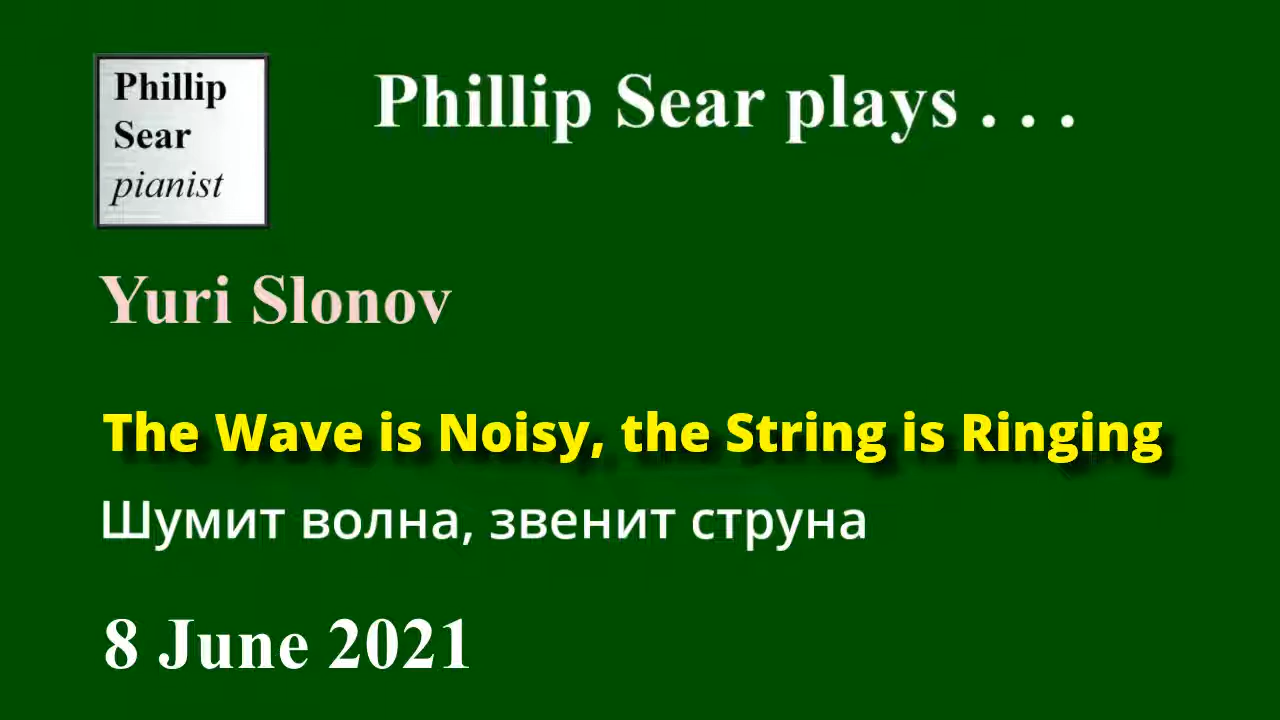 Phillip
Sear
pianist
Phillip Sear plays . . .
Yuri Slonov
The Wave is Noisy, the String is Ringing
Шумит волна, звенит струна
8 June 2021